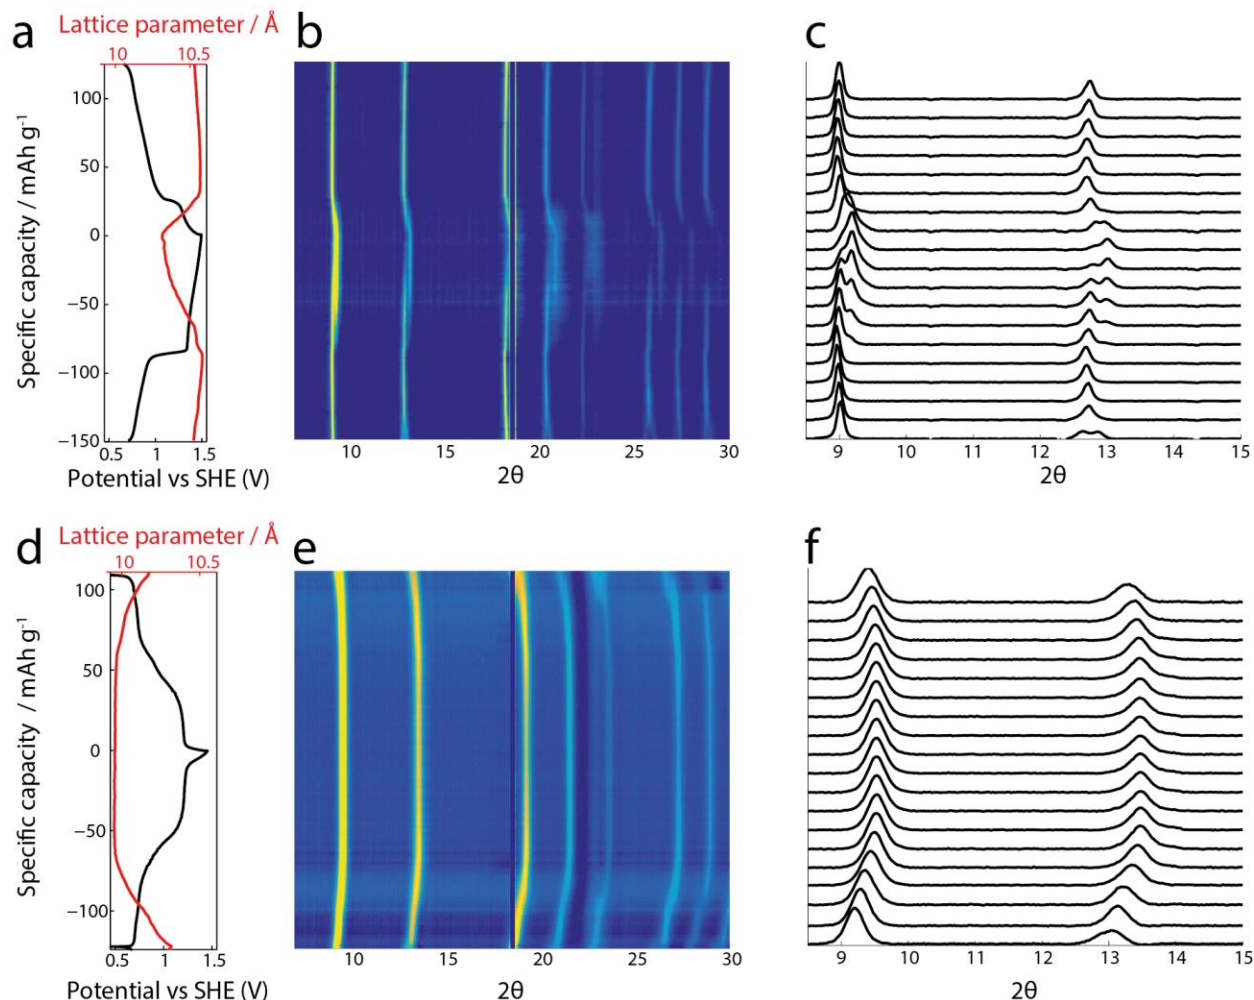 a
Lattice parameter / Å
10 10.5
Specific capacity / mAh g⁻¹
100
50
0
−50
−100
−150
0.5 1 1.5
Potential vs SHE (V)
b
10 15 20 25 30
2θ
c
9 10 11 12 13 14 15
2θ
d
Lattice parameter / Å
10 10.5
Specific capacity / mAh g⁻¹
100
50
0
−50
−100
0.5 1 1.5
Potential vs SHE (V)
e
10 15 20 25 30
2θ
f
9 10 11 12 13 14 15
2θ